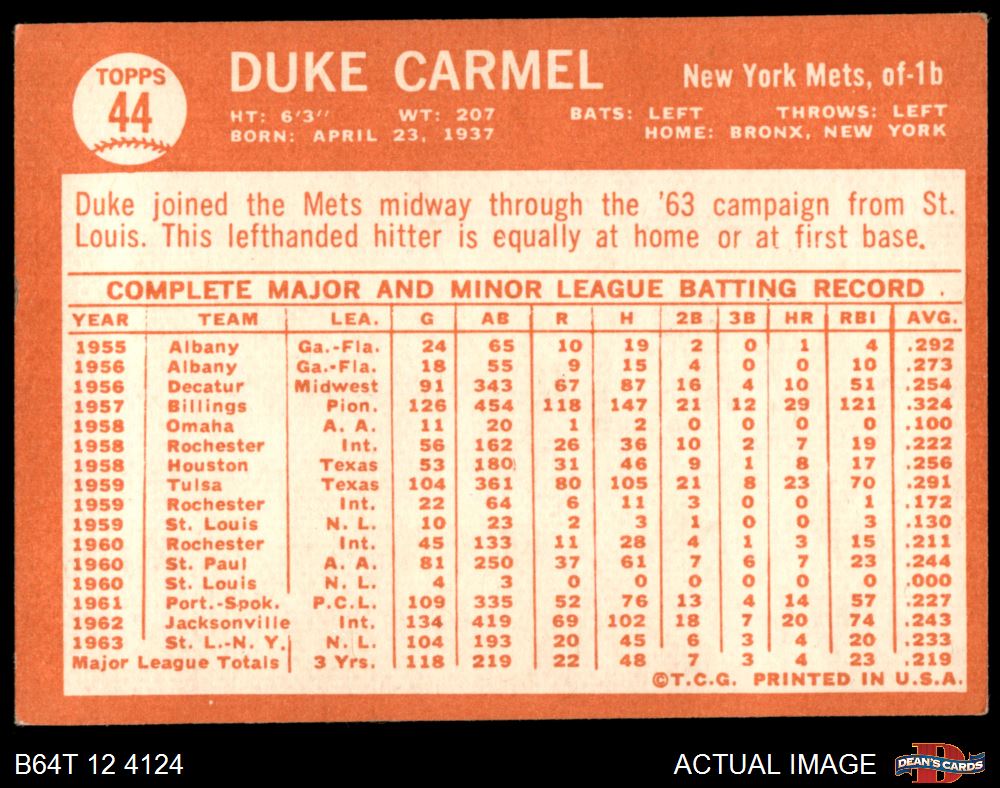 TOPPS
44
DUKE CARMEL
New York Mets, of-1b
HT: 6'3" WT: 207 BATS: LEFT THROWS: LEFT
BORN: APRIL 23, 1937 HOME: BRONX, NEW YORK
Duke joined the Mets midway through the '63 campaign from St.
Louis. This lefthanded hitter is equally at home or at first base.
COMPLETE MAJOR AND MINOR LEAGUE BATTING RECORD
YEAR TEAM LEA. G AB R H 2B 3B HR RBI AVG.
1955 Albany Ga.-Fla. 24 65 10 19 2 0 1 4 .292
1956 Albany Ga.-Fla. 18 55 9 15 4 0 0 10 .273
1956 Decatur Midwest 91 343 67 87 16 4 10 51 .254
1957 Billings Pion. 126 454 118 147 21 12 29 121 .324
1958 Omaha A. A. 11 20 1 2 0 0 0 0 .100
1958 Rochester Int. 56 162 26 36 10 2 7 19 .222
1958 Houston Texas 53 180 31 46 9 1 8 17 .256
1959 Tulsa Texas 104 361 80 105 21 8 23 70 .291
1959 Rochester Int. 22 64 6 11 3 0 0 1 .172
1959 St. Louis N. L. 10 23 2 3 1 0 0 3 .130
1960 Rochester Int. 45 133 11 28 4 1 3 15 .211
1960 St. Paul A. A. 81 250 37 61 7 6 7 23 .244
1960 St. Louis N. L. 4 3 0 0 0 0 0 0 .000
1961 Port.-Spok. P.C.L. 109 335 52 76 13 4 14 57 .227
1962 Jacksonville Int. 134 419 69 102 18 7 20 74 .243
1963 St. L.-N. Y. N. L. 104 193 20 45 6 3 4 20 .233
Major League Totals 3 Yrs. 118 219 22 48 7 3 4 23 .219
©T.C.G. PRINTED IN U.S.A.
B64T 12 4124
ACTUAL IMAGE
D
DEAN'S CARDS